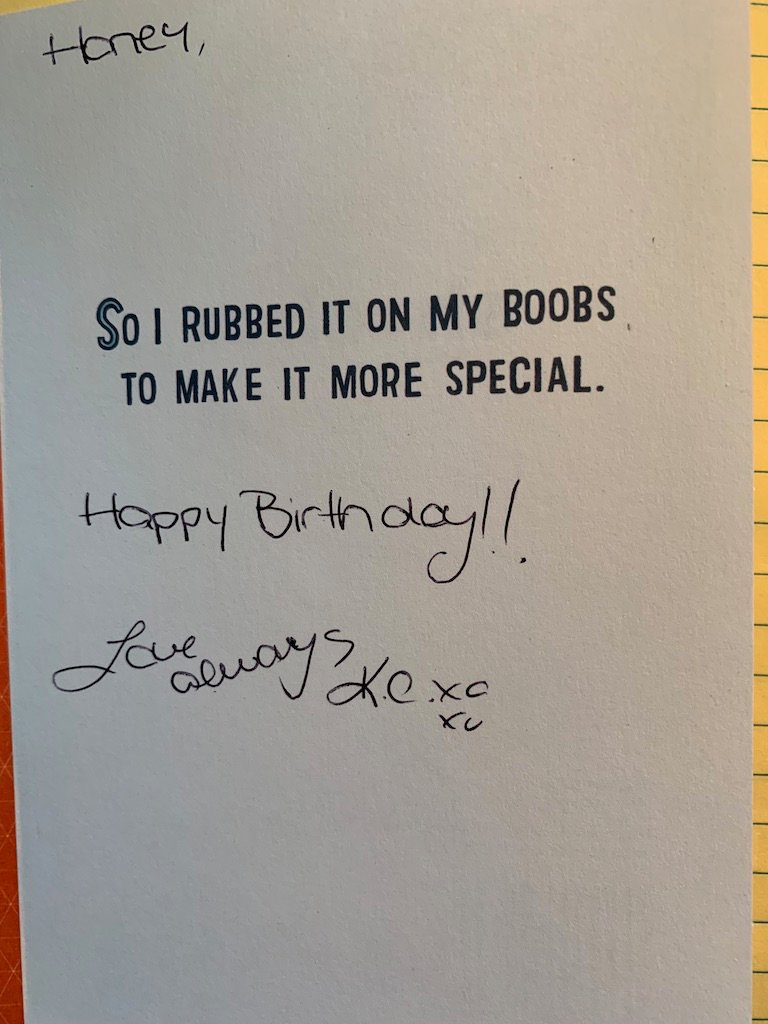 Honey,
So I RUBBED IT ON MY BOOBS
TO MAKE IT MORE SPECIAL.
Happy Birthday!!
Love
always K.C. xo
xo